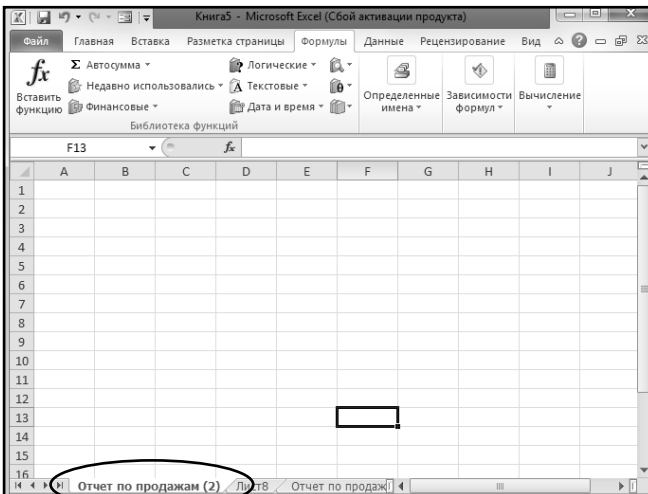 Книга5 - Microsoft Excel (Сбой активации продукта)
Файл Главная Вставка Разметка страницы Формулы Данные Рецензирование Вид
fx Σ Автосумма Логические
Недавно использовались Текстовые
Вставить функцию Финансовые Дата и время
Определенные имена Зависимости формул Вычисление
Библиотека функций
F13 fx
A B C D E F G H I J
1
2
3
4
5
6
7
8
9
10
11
12
13
14
15
16
Отчет по продажам (2) Лист8 Отчет по продаж